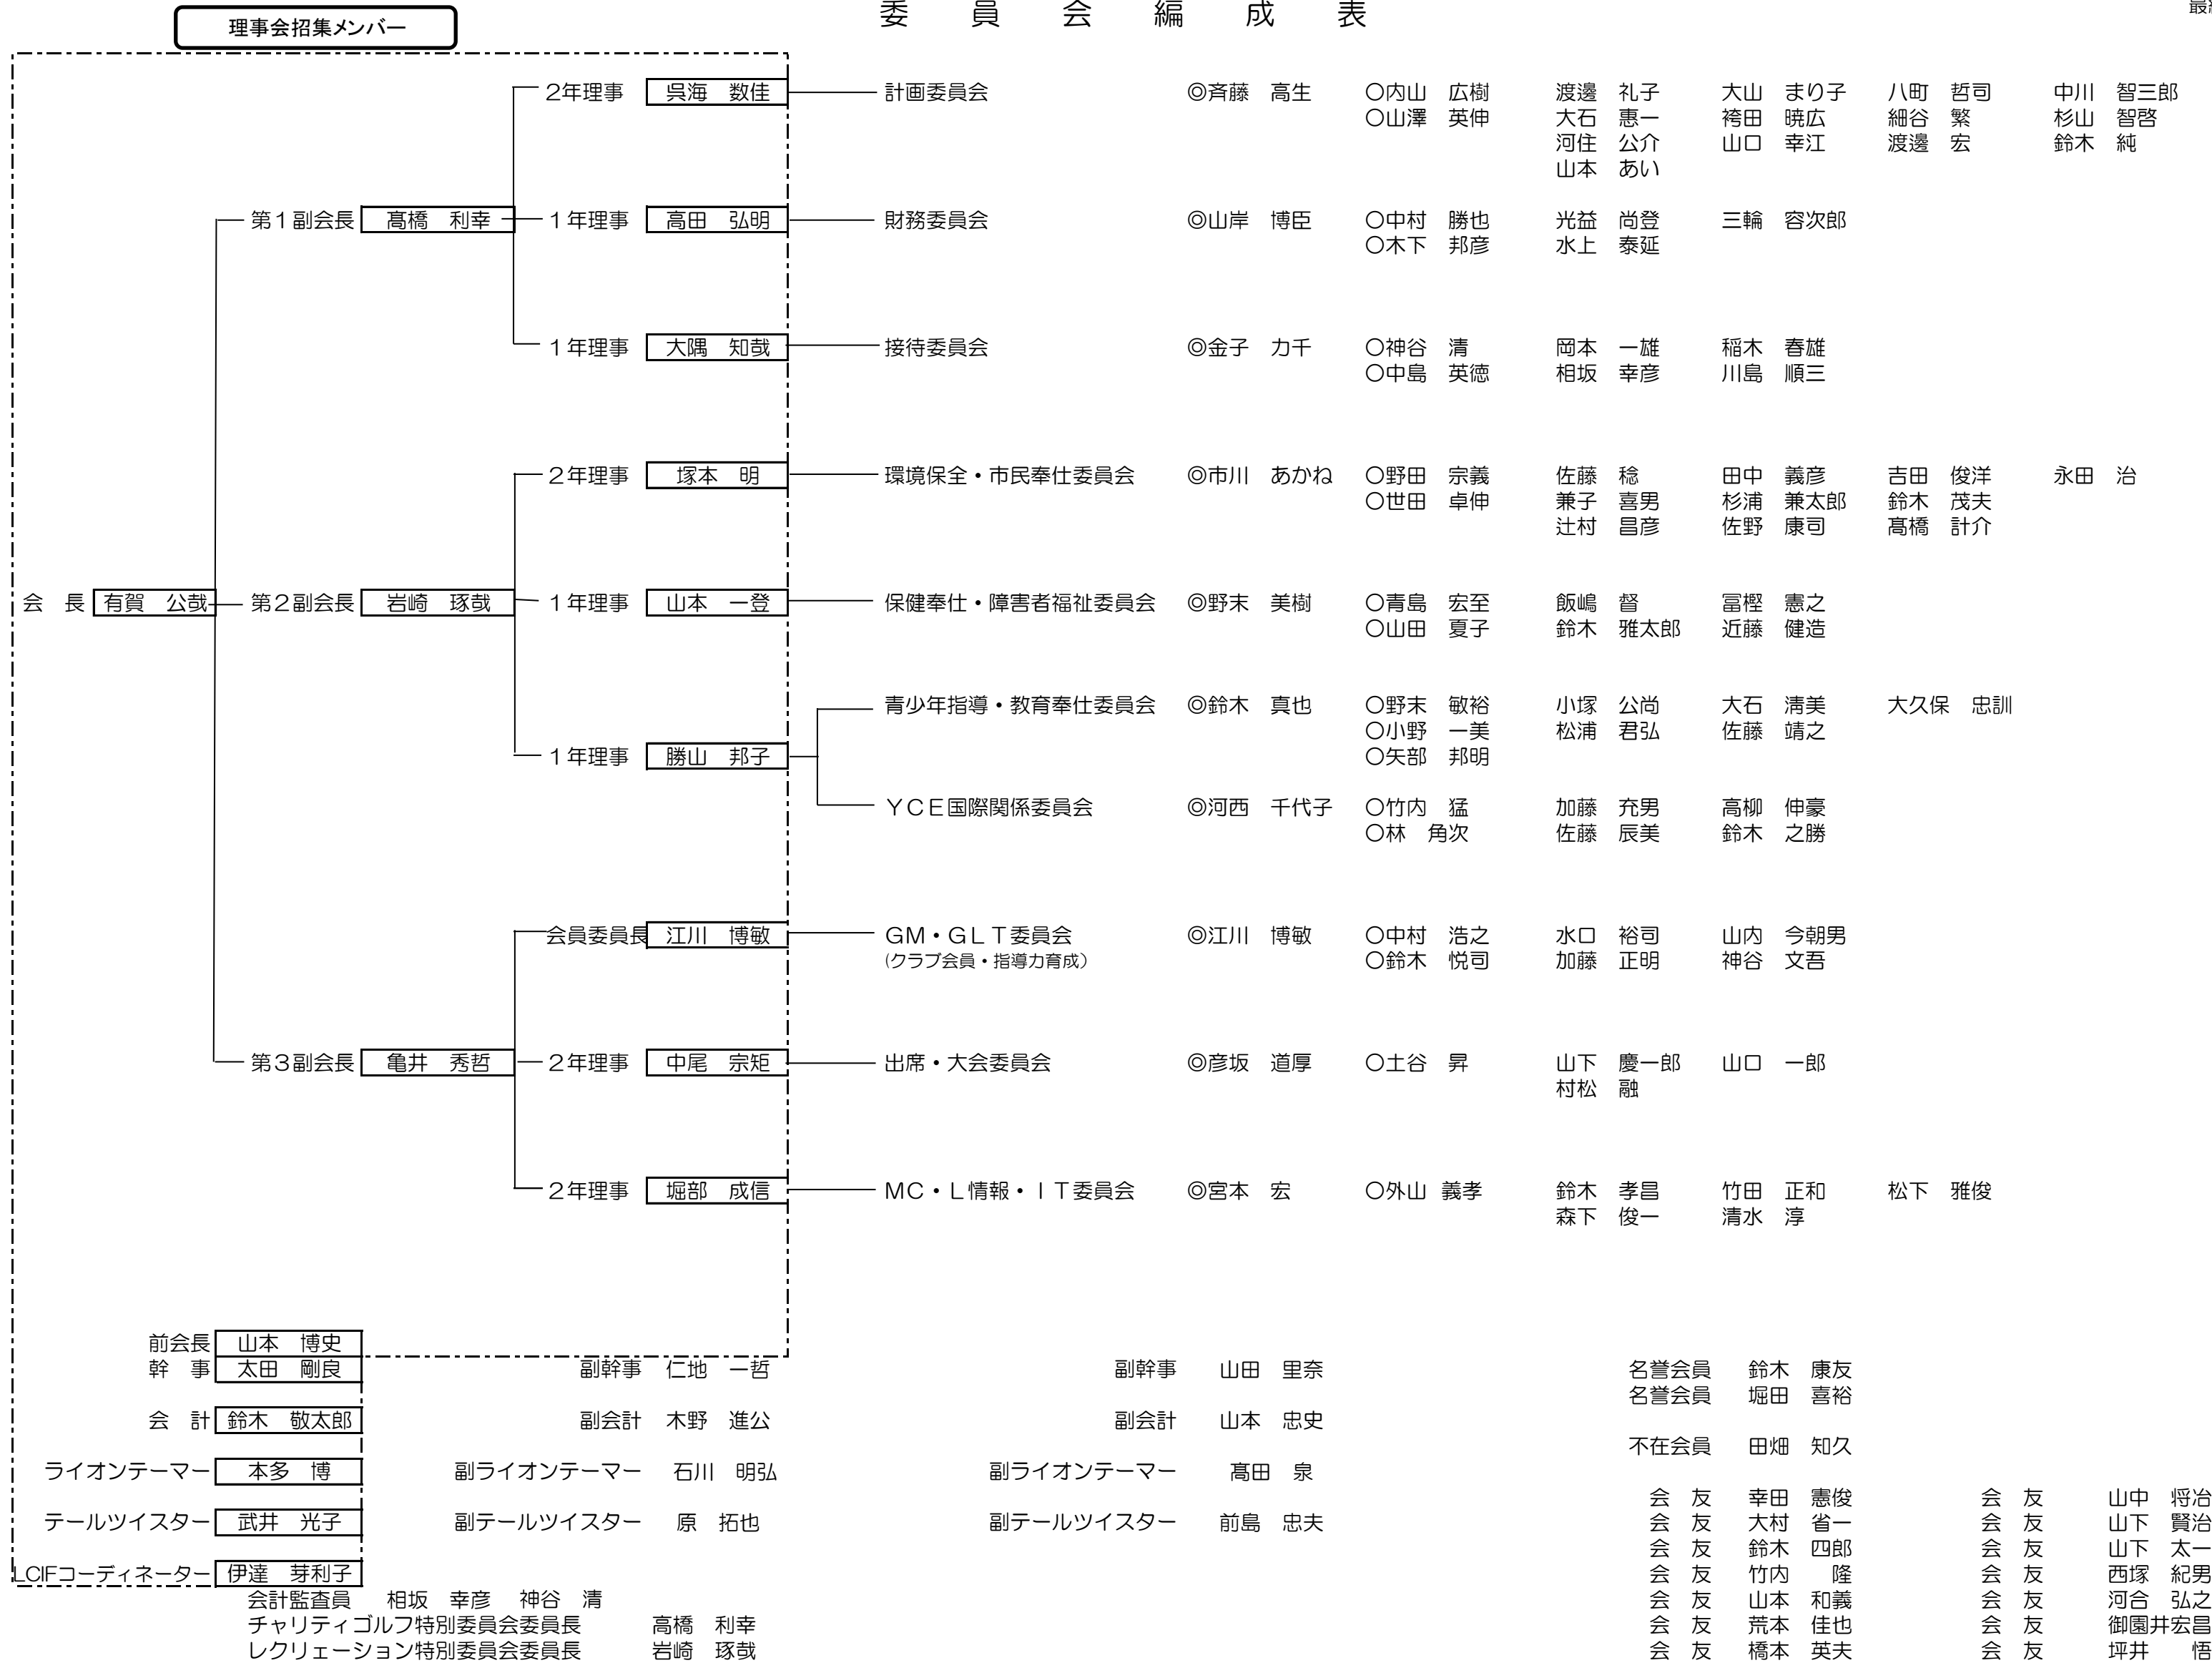 委　員　会　編　成　表
理事会招集メンバー
2年理事　呉海　数佳　計画委員会　◎斉藤　高生　○内山　広樹　渡邊　礼子　大山　まり子　八町　哲司　中川　智三郎
○山澤　英伸　大石　惠一　袴田　暁広　細谷　繁　杉山　智啓
河住　公介　山口　幸江　渡邊　宏　鈴木　純
山本　あい
第１副会長　髙橋　利幸　１年理事　高田　弘明　財務委員会　◎山岸　博臣　○中村　勝也　光益　尚登　三輪　容次郎
○木下　邦彦　水上　泰延
１年理事　大隅　知哉　接待委員会　◎金子　力千　○神谷　清　岡本　一雄　稲木　春雄
○中島　英徳　相坂　幸彦　川島　順三
２年理事　塚本　明　環境保全・市民奉仕委員会　◎市川　あかね　○野田　宗義　佐藤　稔　田中　義彦　吉田　俊洋　永田　治
○世田　卓伸　兼子　喜男　杉浦　兼太郎　鈴木　茂夫
辻村　昌彦　佐野　康司　髙橋　計介
会　長　有賀　公哉　第２副会長　岩崎　琢哉　１年理事　山本　一登　保健奉仕・障害者福祉委員会　◎野末　美樹　○青島　宏至　飯嶋　督　冨樫　憲之
○山田　夏子　鈴木　雅太郎　近藤　健造
青少年指導・教育奉仕委員会　◎鈴木　真也　○野末　敏裕　小塚　公尚　大石　淸美　大久保　忠訓
○小野　一美　松浦　君弘　佐藤　靖之
１年理事　勝山　邦子　○矢部　邦明
ＹＣＥ国際関係委員会　◎河西　千代子　○竹内　猛　加藤　充男　高柳　伸豪
○林　角次　佐藤　辰美　鈴木　之勝
会員委員長　江川　博敏　ＧＭ・ＧＬＴ委員会　◎江川　博敏　○中村　浩之　水口　裕司　山内　今朝男
(クラブ会員・指導力育成）　○鈴木　悦司　加藤　正明　神谷　文吾
第３副会長　亀井　秀哲　２年理事　中尾　宗矩　出席・大会委員会　◎彦坂　道厚　○土谷　昇　山下　慶一郎　山口　一郎
村松　融
２年理事　堀部　成信　ＭＣ・Ｌ情報・ＩＴ委員会　◎宮本　宏　○外山　義孝　鈴木　孝昌　竹田　正和　松下　雅俊
森下　俊一　清水　淳
前会長　山本　博史
幹　事　太田　剛良　副幹事　仁地　一哲　副幹事　山田　里奈　名誉会員　鈴木　康友
名誉会員　堀田　喜裕
会　計　鈴木　敬太郎　副会計　木野　進公　副会計　山本　忠史
不在会員　田畑　知久
ライオンテーマー　本多　博　副ライオンテーマー　石川　明弘　副ライオンテーマー　髙田　泉
会　友　幸田　憲俊　会　友　山中　将冶
テールツイスター　武井　光子　副テールツイスター　原　拓也　副テールツイスター　前島　忠夫　会　友　大村　省一　会　友　山下　賢治
会　友　鈴木　四郎　会　友　山下　太一
LCIFコーディネーター　伊達　芽利子　会　友　竹内　隆　会　友　西塚　紀男
会計監査員　相坂　幸彦　神谷　清　会　友　山本　和義　会　友　河合　弘之
チャリティゴルフ特別委員会委員長　高橋　利幸　会　友　荒本　佳也　会　友　御園井宏昌
レクリェーション特別委員会委員長　岩崎　琢哉　会　友　橋本　英夫　会　友　坪井　悟